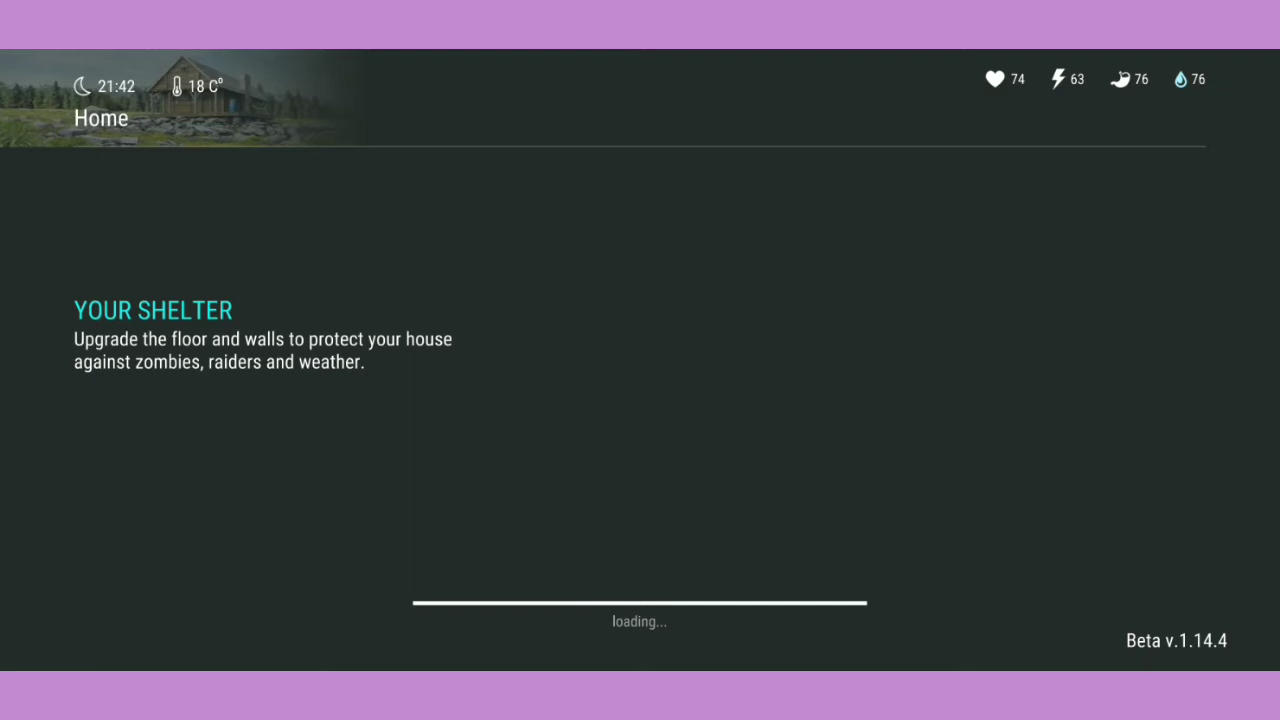 21:42 18 C°
74 63 76 76
Home
YOUR SHELTER
Upgrade the floor and walls to protect your house
against zombies, raiders and weather.
loading...
Beta v.1.14.4